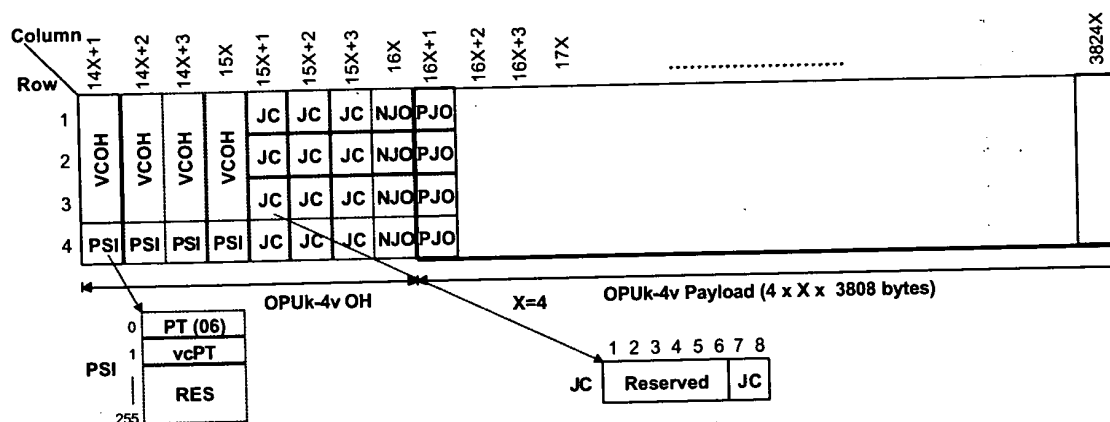 Column
Row
14X+1 14X+2 14X+3 15X 15X+1 15X+2 15X+3 16X 16X+1 16X+2 16X+3 17X ........................ 3824X
1
2
3
4
VCOH VCOH VCOH VCOH
JC JC JC NJO PJO
JC JC JC NJO PJO
JC JC JC NJO PJO
PSI PSI PSI PSI JC JC JC NJO PJO
OPUk-4v OH
X=4
OPUk-4v Payload (4 x X x 3808 bytes)
PSI
0 PT (06)
1 vcPT
RES
255
1 2 3 4 5 6 7 8
JC Reserved JC